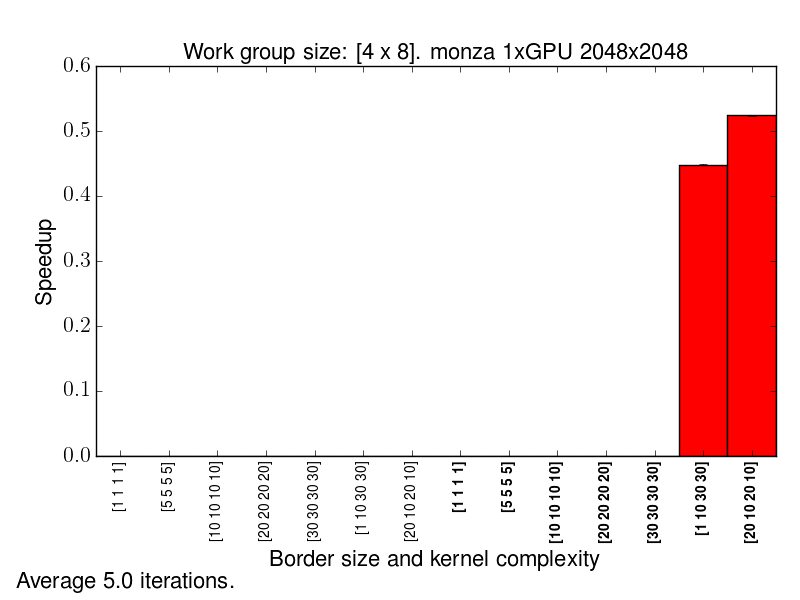 Work group size: [4 x 8]. monza 1xGPU 2048x2048
0.6
0.5
0.4
0.3
0.2
0.1
0.0
Speedup
[1 1 1 1]
[5 5 5 5]
[10 10 10 10]
[20 20 20 20]
[30 30 30 30]
[1 10 30 30]
[20 10 20 10]
[1 1 1 1]
[5 5 5 5]
[10 10 10 10]
[20 20 20 20]
[30 30 30 30]
[1 10 30 30]
[20 10 20 10]
Border size and kernel complexity
Average 5.0 iterations.